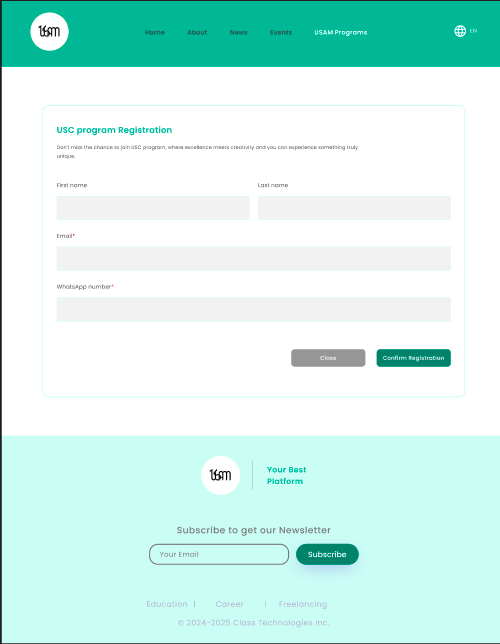 USAM
Home About News Events USAM Programs
EN
USC program Registration
Don't miss the chance to join USC program, where excellence meets creativity and you can experience something truly
unique.
First name Last name
Email*
WhatsApp number*
Close Confirm Registration
USAM
Your Best
Platform
Subscribe to get our Newsletter
Your Email Subscribe
Education | Career | Freelancing
© 2024-2025 Class Technologies Inc.